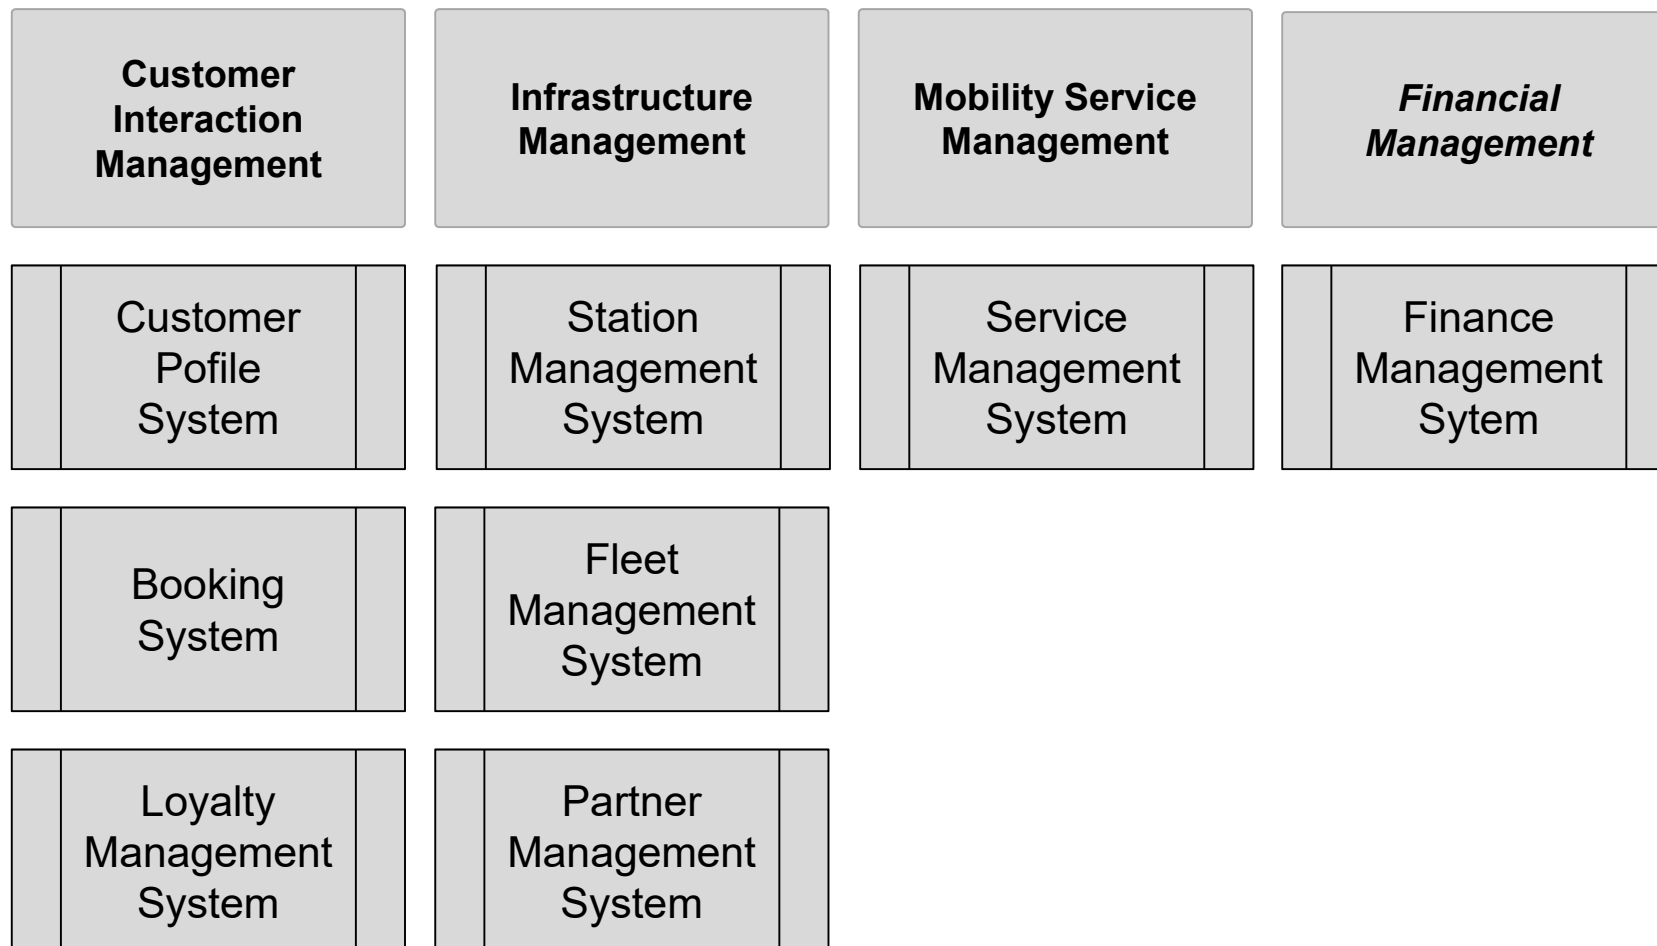 Customer
Interaction
Management
Infrastructure
Management
Mobility Service
Management
Financial
Management
Customer
Pofile
System
Station
Management
System
Service
Management
System
Finance
Management
Sytem
Booking
System
Fleet
Management
System
Loyalty
Management
System
Partner
Management
System